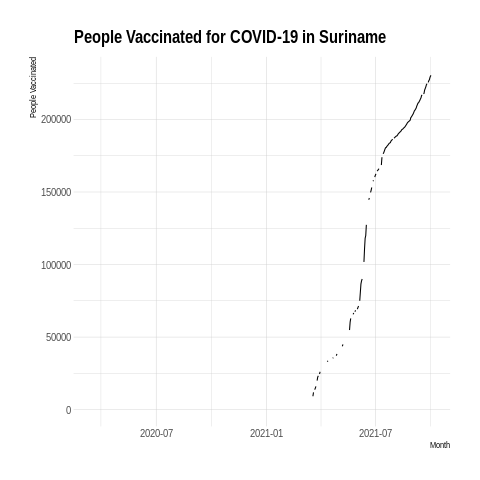 People Vaccinated for COVID-19 in Suriname
People Vaccinated
200000
150000
100000
50000
0
2020-07
2021-01
2021-07
Month